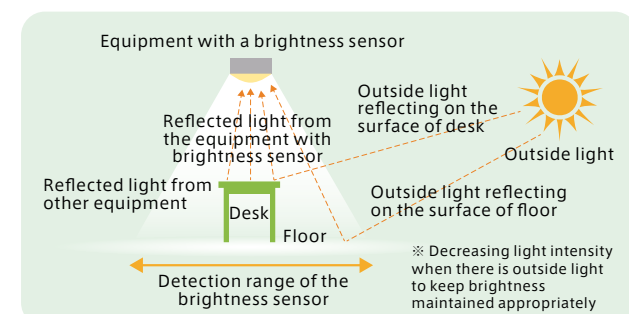 Equipment with a brightness sensor
Outside light
reflecting on the
surface of desk
Reflected light from
the equipment with
brightness sensor
Outside light
Reflected light from
other equipment
Outside light reflecting
on the surface of floor
Desk
Floor
Detection range of the
brightness sensor
※ Decreasing light intensity
when there is outside light
to keep brightness
maintained appropriately